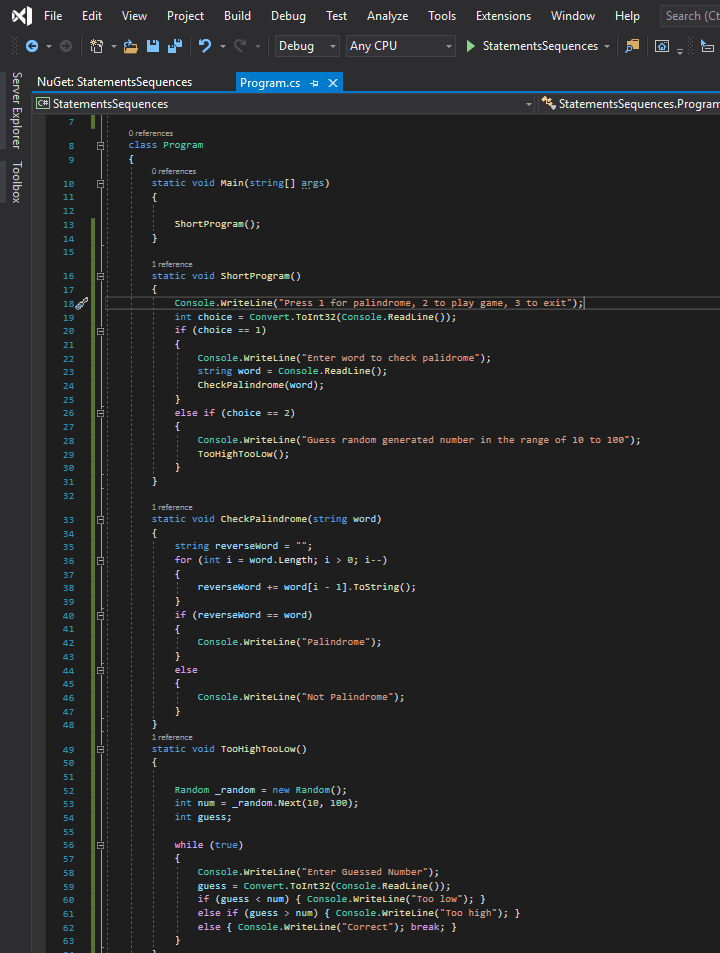 File Edit View Project Build Debug Test Analyze Tools Extensions Window Help Search (Ct
Debug Any CPU StatementsSequences
Server Explorer
Toolbox
NuGet: StatementsSequences Program.cs
C# StatementsSequences StatementsSequences.Program
7
0 references
8 class Program
9 {
0 references
10 static void Main(string[] args)
11 {
12
13 ShortProgram();
14 }
15
1 reference
16 static void ShortProgram()
17 {
18 Console.WriteLine("Press 1 for palindrome, 2 to play game, 3 to exit");
19 int choice = Convert.ToInt32(Console.ReadLine());
20 if (choice == 1)
21 {
22 Console.WriteLine("Enter word to check palidrome");
23 string word = Console.ReadLine();
24 CheckPalindrome(word);
25 }
26 else if (choice == 2)
27 {
28 Console.WriteLine("Guess random generated number in the range of 10 to 100");
29 TooHighTooLow();
30 }
31 }
32
1 reference
33 static void CheckPalindrome(string word)
34 {
35 string reverseWord = "";
36 for (int i = word.Length; i > 0; i--)
37 {
38 reverseWord += word[i - 1].ToString();
39 }
40 if (reverseWord == word)
41 {
42 Console.WriteLine("Palindrome");
43 }
44 else
45 {
46 Console.WriteLine("Not Palindrome");
47 }
48 }
1 reference
49 static void TooHighTooLow()
50 {
51
52 Random _random = new Random();
53 int num = _random.Next(10, 100);
54 int guess;
55
56 while (true)
57 {
58 Console.WriteLine("Enter Guessed Number");
59 guess = Convert.ToInt32(Console.ReadLine());
60 if (guess < num) { Console.WriteLine("Too low"); }
61 else if (guess > num) { Console.WriteLine("Too high"); }
62 else { Console.WriteLine("Correct"); break; }
63 }